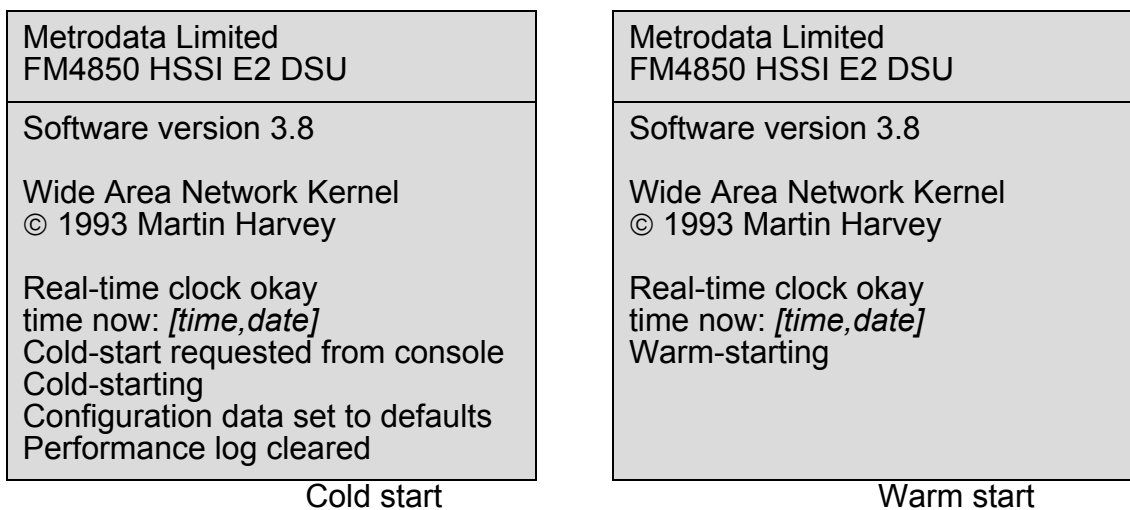 Metrodata Limited
FM4850 HSSI E2 DSU
Software version 3.8
Wide Area Network Kernel
© 1993 Martin Harvey
Real-time clock okay
time now: [time,date]
Cold-start requested from console
Cold-starting
Configuration data set to defaults
Performance log cleared
Cold start
Metrodata Limited
FM4850 HSSI E2 DSU
Software version 3.8
Wide Area Network Kernel
© 1993 Martin Harvey
Real-time clock okay
time now: [time,date]
Warm-starting
Warm start